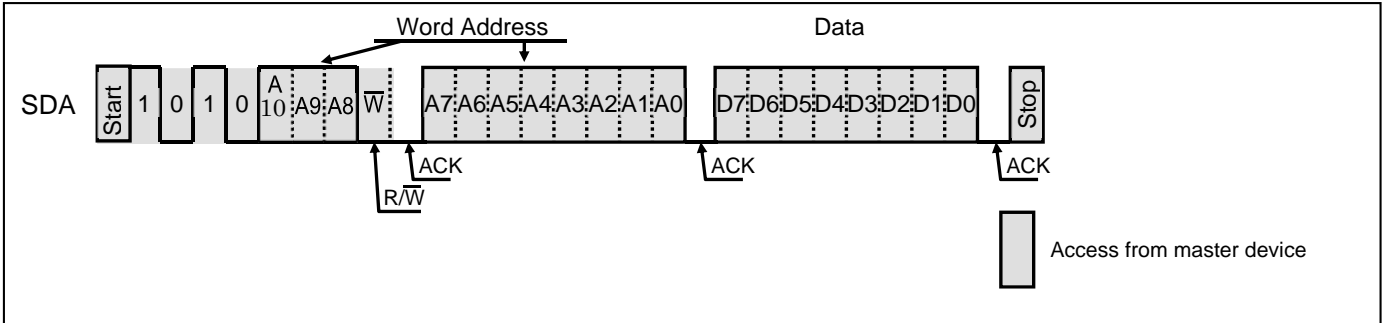 Word Address Data
SDA Start 1 0 1 0 A 10 A9 A8 W̅ A7 A6 A5 A4 A3 A2 A1 A0 D7 D6 D5 D4 D3 D2 D1 D0 Stop
ACK ACK ACK
R/W̅
Access from master device